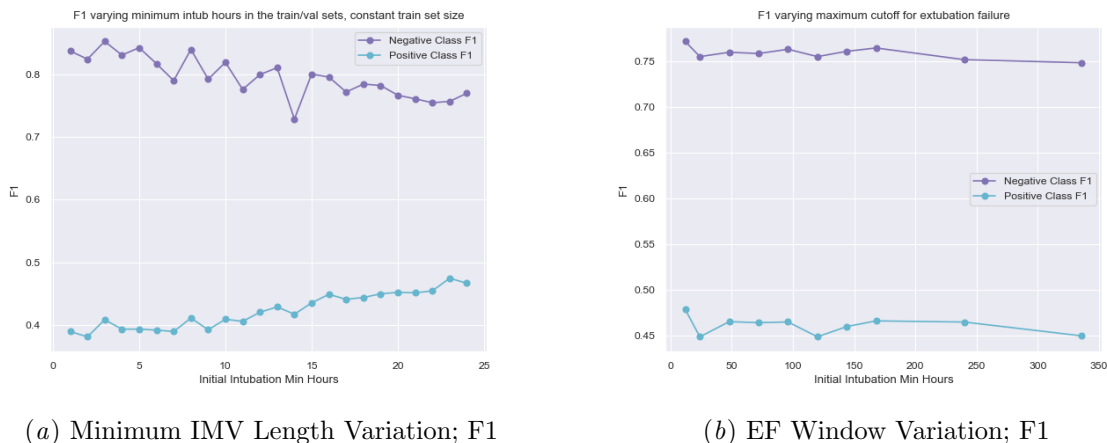 F1 varying minimum intub hours in the train/val sets, constant train set size
Negative Class F1
Positive Class F1
0.8
0.7
0.6
0.5
0.4
F1
0
5
10
15
20
25
Initial Intubation Min Hours
(a) Minimum IMV Length Variation; F1
F1 varying maximum cutoff for extubation failure
0.75
0.70
0.65
0.60
0.55
0.50
0.45
F1
Negative Class F1
Positive Class F1
0
50
100
150
200
250
300
350
Initial Intubation Min Hours
(b) EF Window Variation; F1